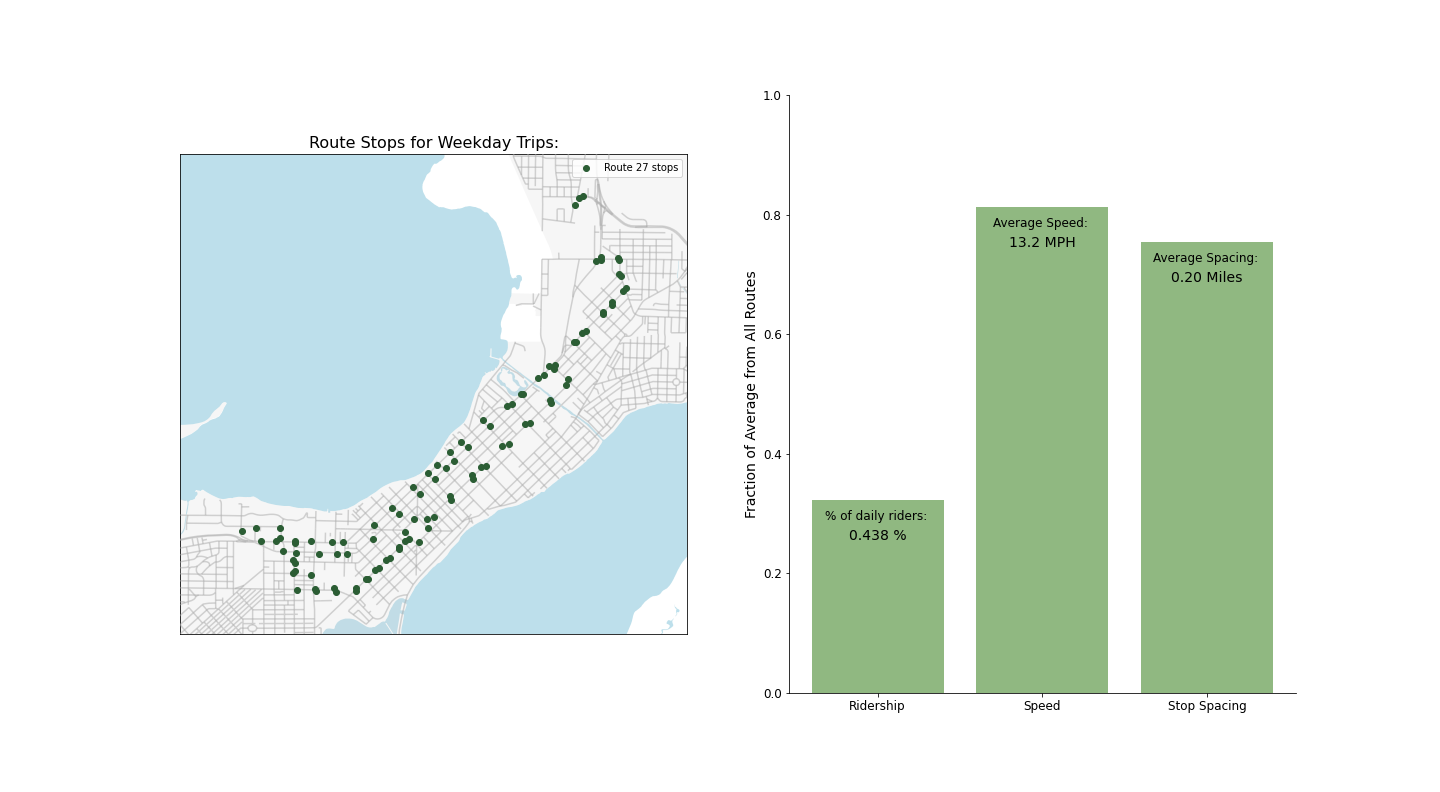 Route Stops for Weekday Trips:
Route 27 stops
Fraction of Average from All Routes
1.0
0.8
0.6
0.4
0.2
0.0
% of daily riders:
0.438 %
Average Speed:
13.2 MPH
Average Spacing:
0.20 Miles
Ridership
Speed
Stop Spacing